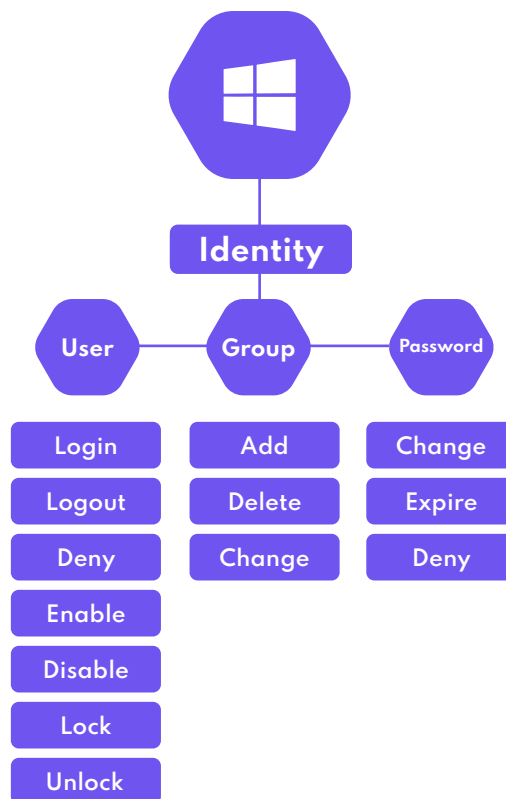 Identity
User
Group
Password
Login
Add
Change
Logout
Delete
Expire
Deny
Change
Deny
Enable
Disable
Lock
Unlock